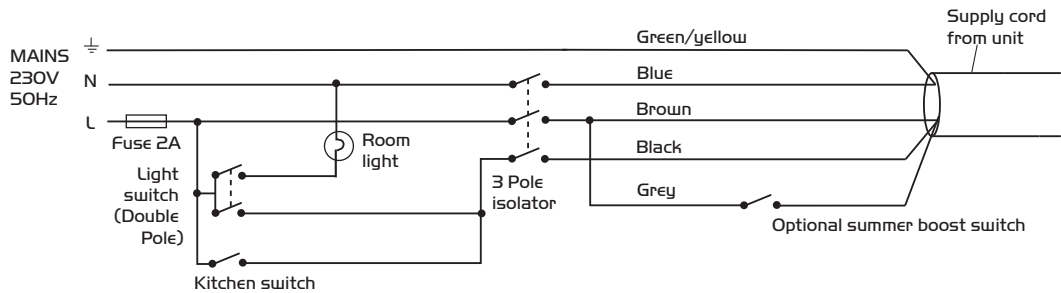 Supply cord
from unit
Green/yellow
MAINS
230V
50Hz
N
Blue
L
Brown
Fuse 2A
Room
light
Black
Light
switch
(Double
Pole)
3 Pole
isolator
Grey
Optional summer boost switch
Kitchen switch